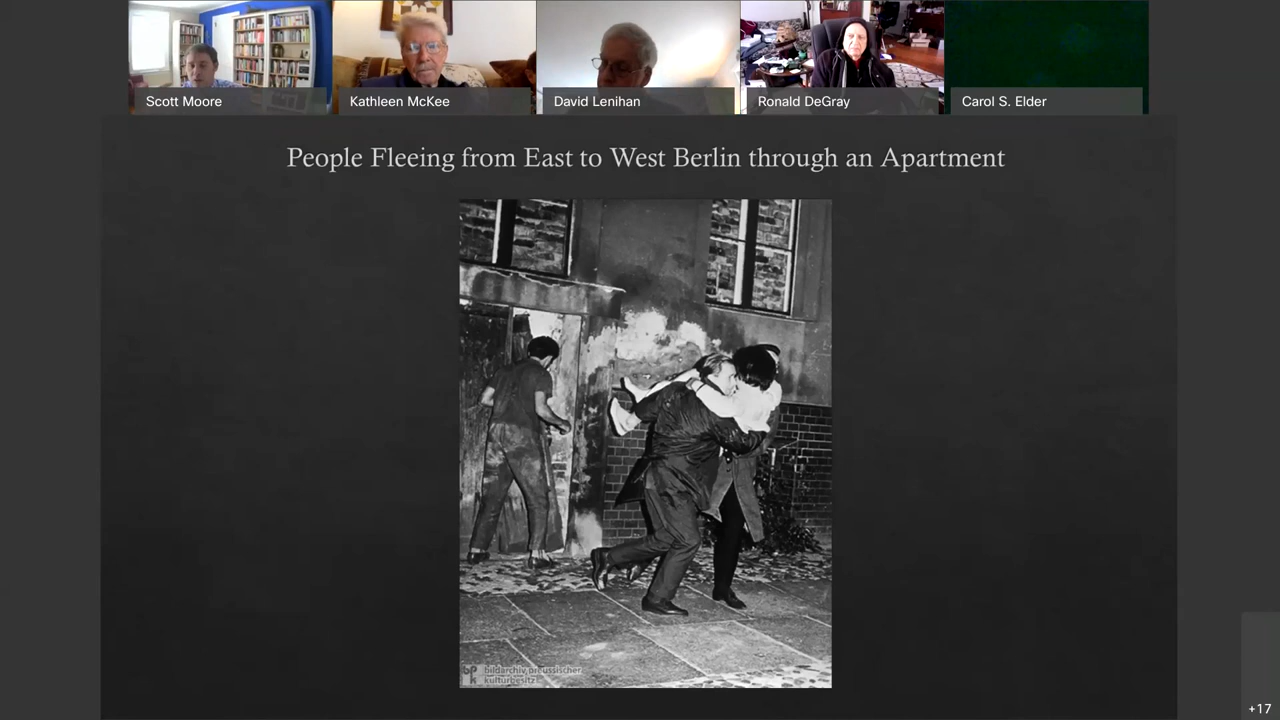 Scott Moore
Kathleen McKee
David Lenihan
Ronald DeGray
Carol S. Elder
People Fleeing from East to West Berlin through an Apartment
bpk
bildarchiv preussischer
kulturbesitz
+17